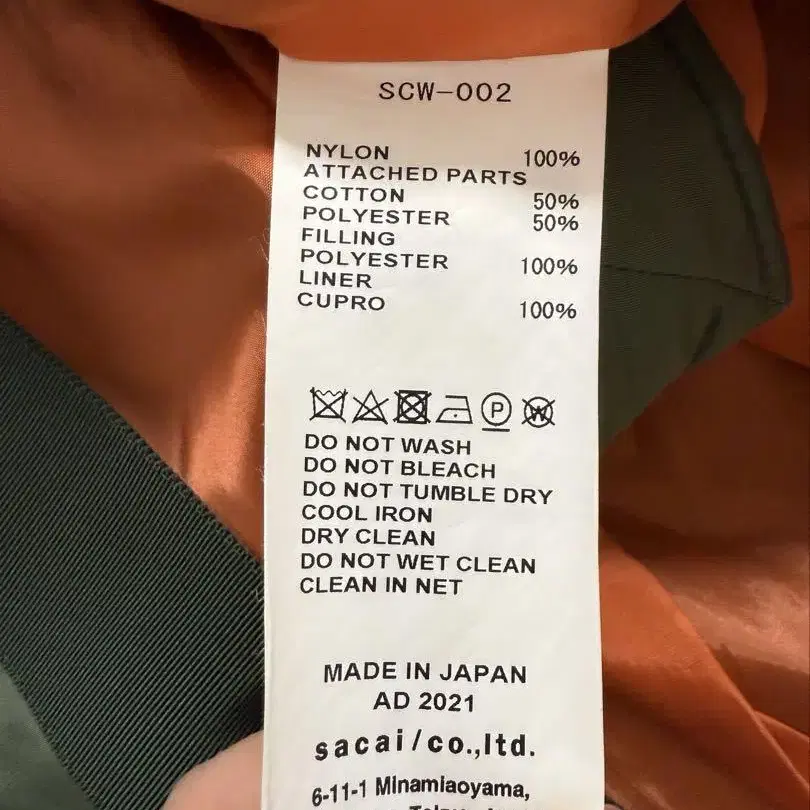 SCW-002
NYLON 100%
ATTACHED PARTS
COTTON 50%
POLYESTER 50%
FILLING
POLYESTER 100%
LINER
CUPRO 100%
P W
DO NOT WASH
DO NOT BLEACH
DO NOT TUMBLE DRY
COOL IRON
DRY CLEAN
DO NOT WET CLEAN
CLEAN IN NET
MADE IN JAPAN
AD 2021
sacai/co.,ltd.
6-11-1 Minamiaoyama,